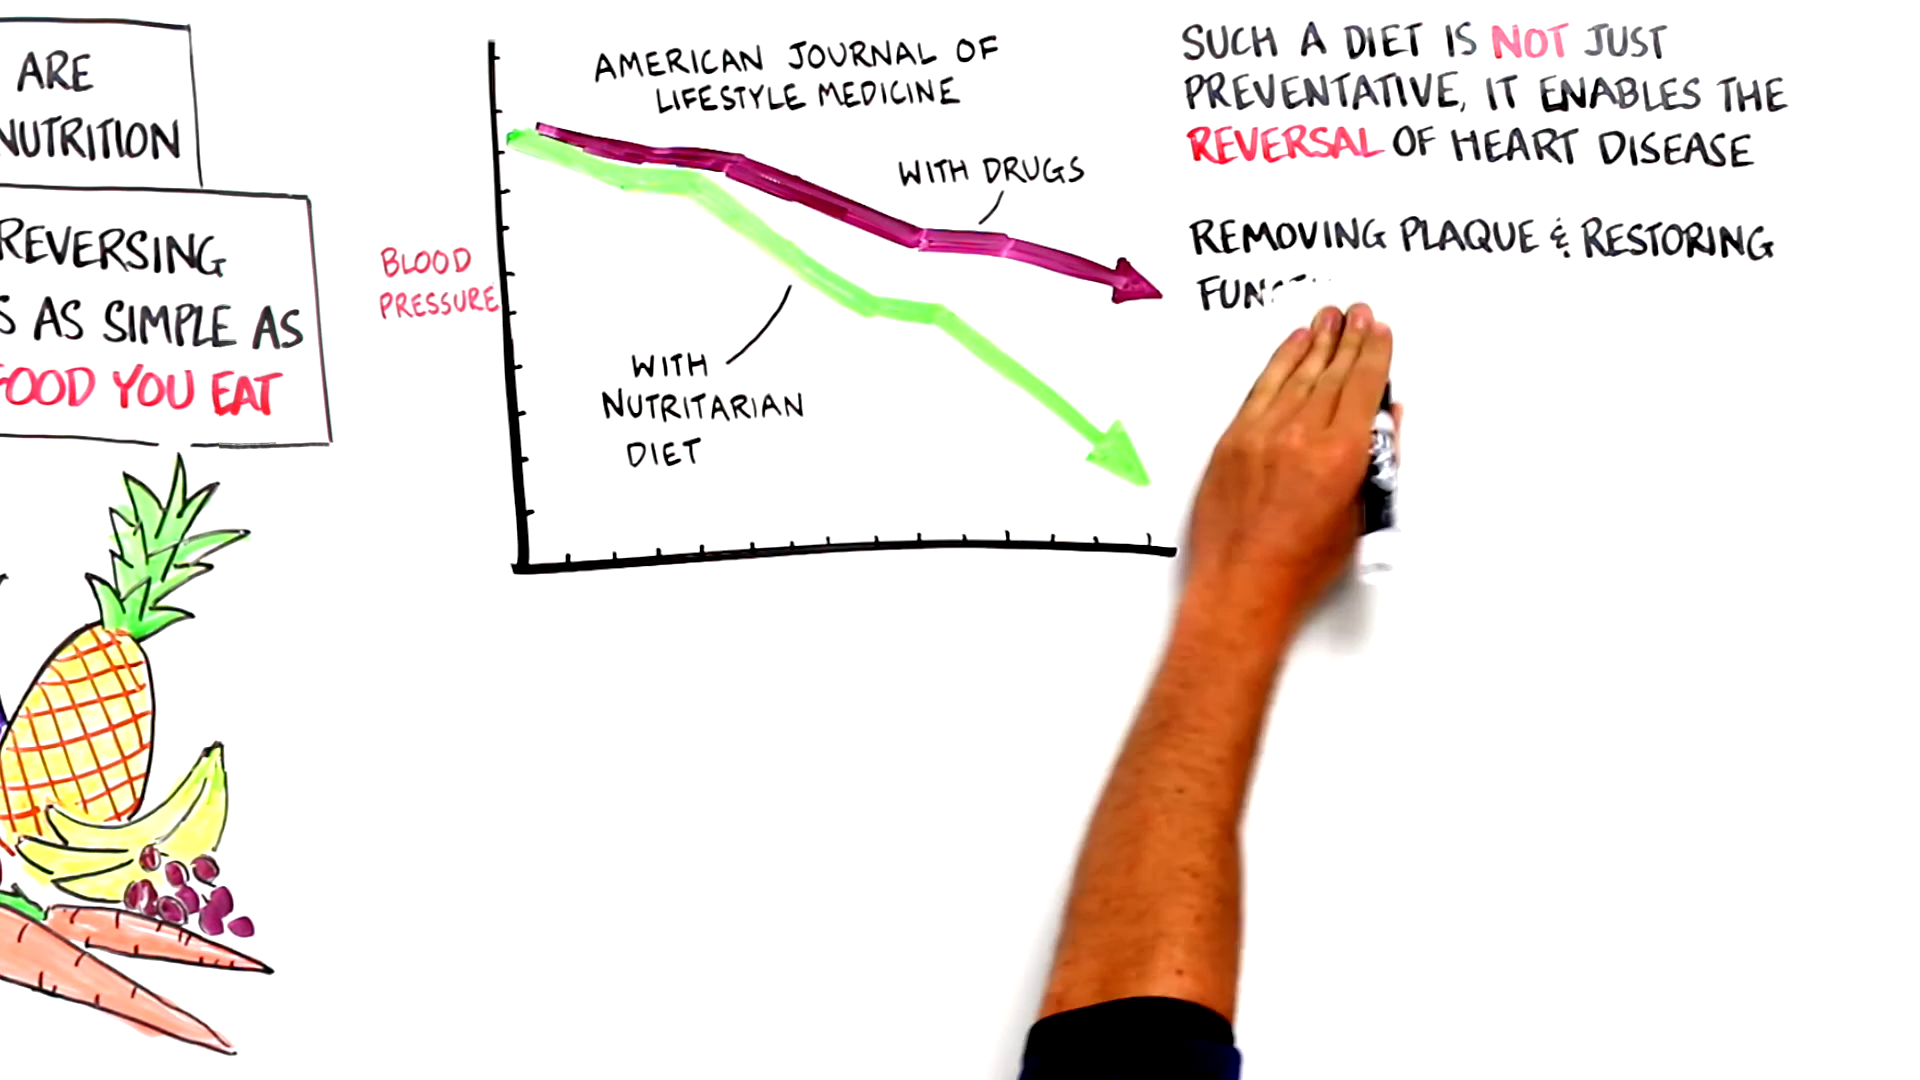 ARE
NUTRITION
REVERSING
AS SIMPLE AS
FOOD YOU EAT
AMERICAN JOURNAL OF
LIFESTYLE MEDICINE
WITH DRUGS
BLOOD
PRESSURE
WITH
NUTRITARIAN
DIET
SUCH A DIET IS NOT JUST
PREVENTATIVE, IT ENABLES THE
REVERSAL OF HEART DISEASE
REMOVING PLAQUE & RESTORING